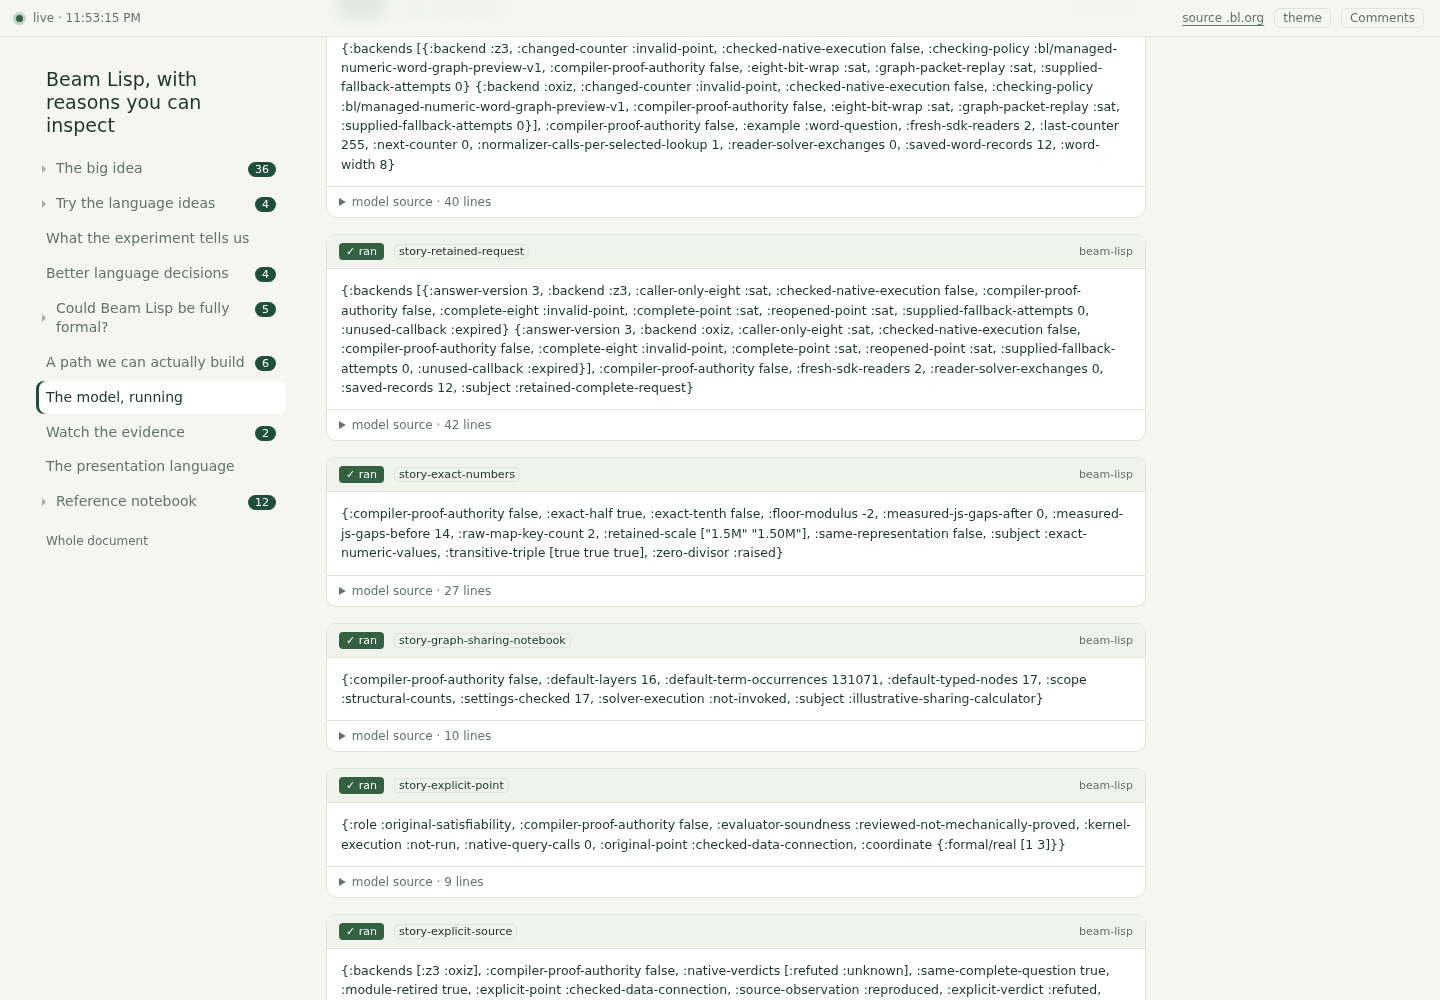 live · 11:53:15 PM
source .bl.org
theme
Comments
Beam Lisp, with
reasons you can
inspect
The big idea 36
Try the language ideas 4
What the experiment tells us
Better language decisions 4
Could Beam Lisp be fully 5
formal?
A path we can actually build 6
The model, running
Watch the evidence 2
The presentation language
Reference notebook 12
Whole document
{:backends [{:backend :z3, :changed-counter :invalid-point, :checked-native-execution false, :checking-policy :bl/managed-
numeric-word-graph-preview-v1, :compiler-proof-authority false, :eight-bit-wrap :sat, :graph-packet-replay :sat, :supplied-
fallback-attempts 0} {:backend :oxiz, :changed-counter :invalid-point, :checked-native-execution false, :checking-policy
:bl/managed-numeric-word-graph-preview-v1, :compiler-proof-authority false, :eight-bit-wrap :sat, :graph-packet-replay :sat,
:supplied-fallback-attempts 0}], :compiler-proof-authority false, :example :word-question, :fresh-sdk-readers 2, :last-counter
255, :next-counter 0, :normalizer-calls-per-selected-lookup 1, :reader-solver-exchanges 0, :saved-word-records 12, :word-
width 8}
▶ model source · 40 lines
✓ ran story-retained-request beam-lisp
{:backends [{:answer-version 3, :backend :z3, :caller-only-eight :sat, :checked-native-execution false, :compiler-proof-
authority false, :complete-eight :invalid-point, :complete-point :sat, :reopened-point :sat, :supplied-fallback-attempts 0,
:unused-callback :expired} {:answer-version 3, :backend :oxiz, :caller-only-eight :sat, :checked-native-execution false,
:compiler-proof-authority false, :complete-eight :invalid-point, :complete-point :sat, :reopened-point :sat, :supplied-fallback-
attempts 0, :unused-callback :expired}], :compiler-proof-authority false, :fresh-sdk-readers 2, :reader-solver-exchanges 0,
:saved-records 12, :subject :retained-complete-request}
▶ model source · 42 lines
✓ ran story-exact-numbers beam-lisp
{:compiler-proof-authority false, :exact-half true, :exact-tenth false, :floor-modulus -2, :measured-js-gaps-after 0, :measured-
js-gaps-before 14, :raw-map-key-count 2, :retained-scale ["1.5M" "1.50M"], :same-representation false, :subject :exact-
numeric-values, :transitive-triple [true true true], :zero-divisor :raised}
▶ model source · 27 lines
✓ ran story-graph-sharing-notebook beam-lisp
{:compiler-proof-authority false, :default-layers 16, :default-term-occurrences 131071, :default-typed-nodes 17, :scope
:structural-counts, :settings-checked 17, :solver-execution :not-invoked, :subject :illustrative-sharing-calculator}
▶ model source · 10 lines
✓ ran story-explicit-point beam-lisp
{:role :original-satisfiability, :compiler-proof-authority false, :evaluator-soundness :reviewed-not-mechanically-proved, :kernel-
execution :not-run, :native-query-calls 0, :original-point :checked-data-connection, :coordinate {:formal/real [1 3]}}
▶ model source · 9 lines
✓ ran story-explicit-source beam-lisp
{:backends [:z3 :oxiz], :compiler-proof-authority false, :native-verdicts [:refuted :unknown], :same-complete-question true,
:module-retired true, :explicit-point :checked-data-connection, :source-observation :reproduced, :explicit-verdict :refuted,